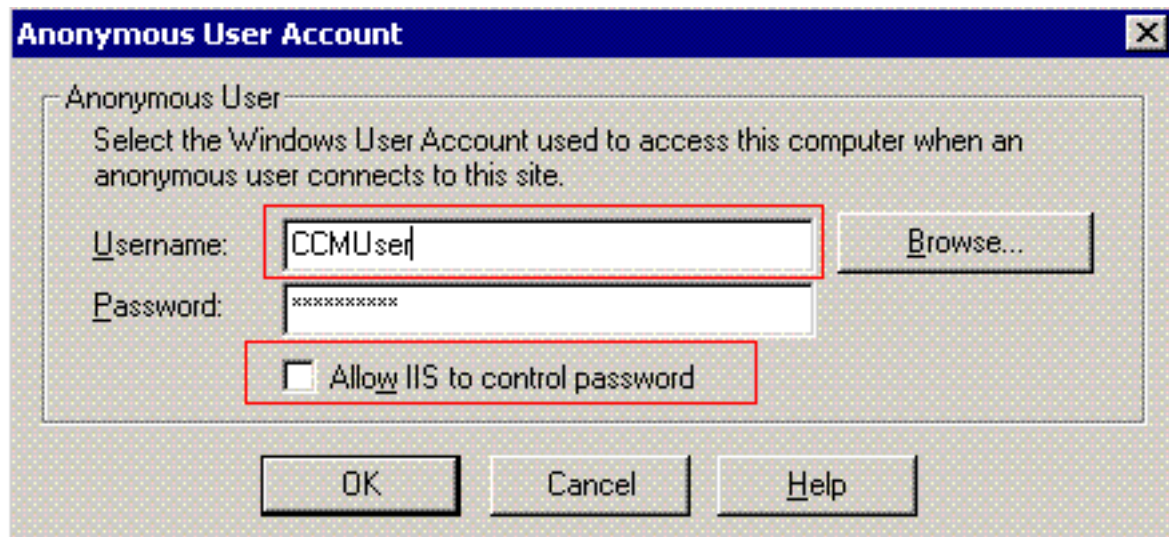 Anonymous User Account
Anonymous User
Select the Windows User Account used to access this computer when an
anonymous user connects to this site.
Username: CCMUser Browse...
Password: **********
Allow IIS to control password
OK Cancel Help